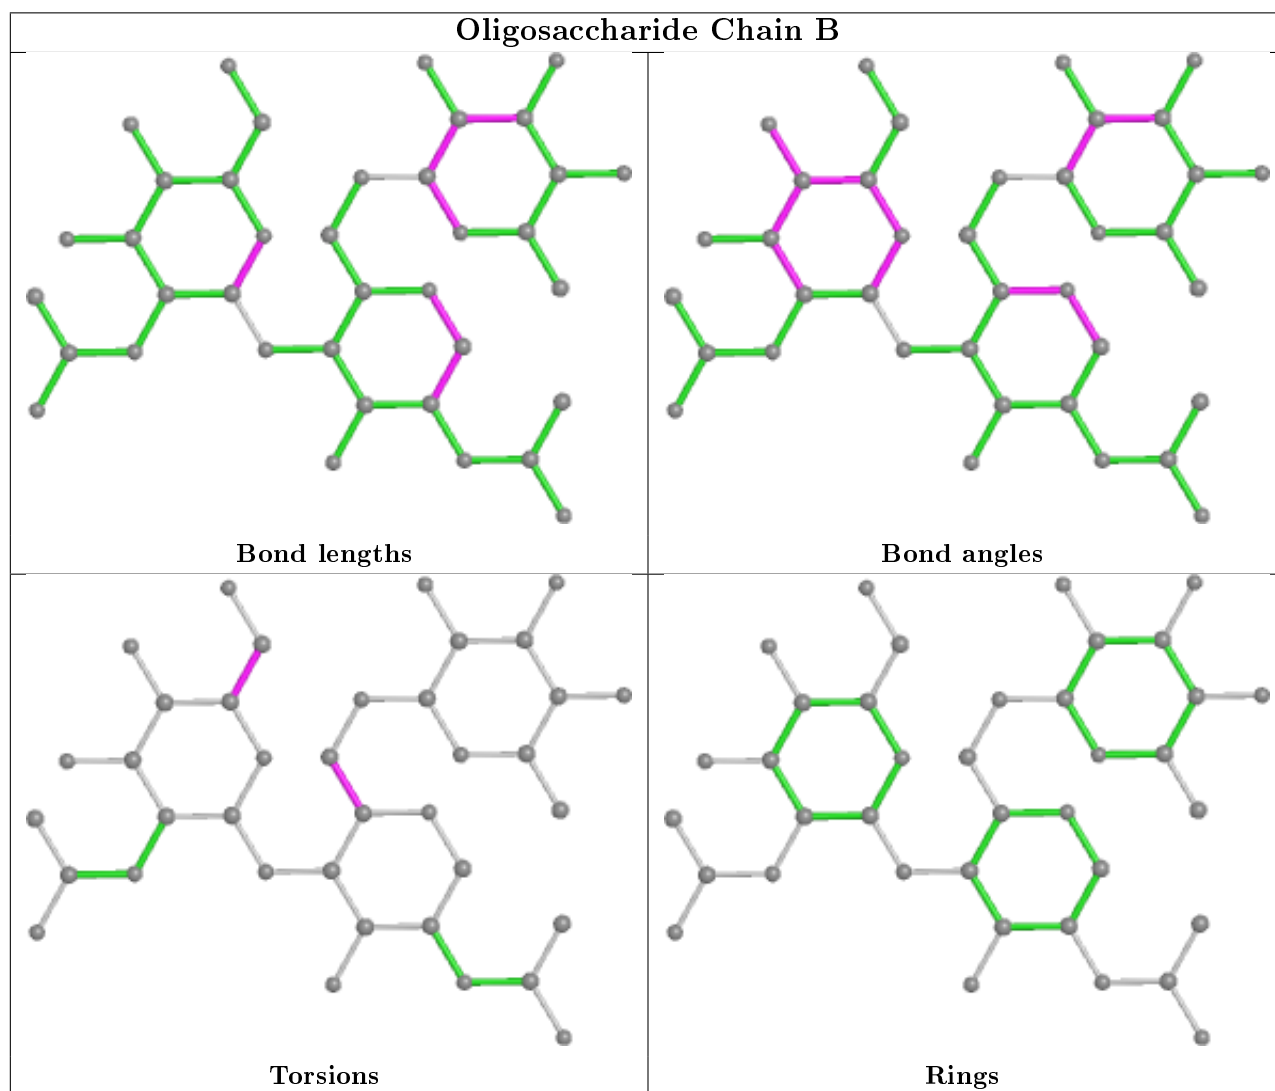 Oligosaccharide Chain B
Bond lengths
Bond angles
Torsions
Rings